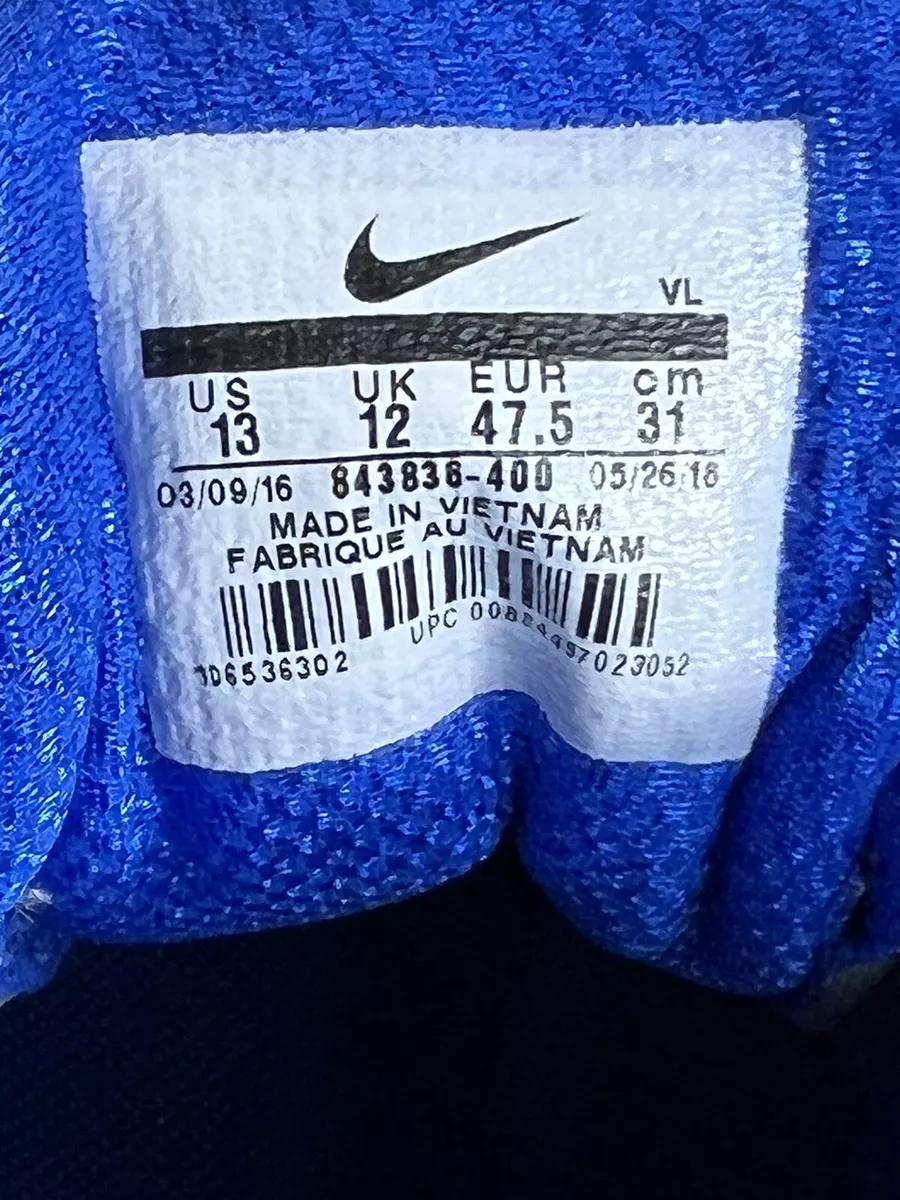 VL
US UK EUR cm
13 12 47.5 31
03/09/16 843836-400 05/26/16
MADE IN VIETNAM
FABRIQUE AU VIETNAM
UPC 00884497023052